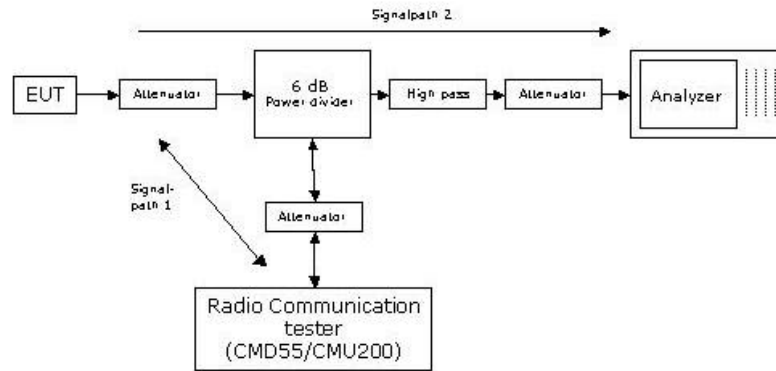 Signalpath 2
EUT
Attenuator
6 dB
Power divider
High pass
Attenuator
Analyzer
Signal-
path 1
Attenuator
Radio Communication
tester
(CMD55/CMU200)